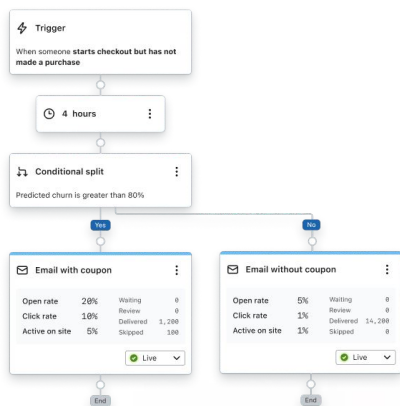 Trigger
When someone starts checkout but has not
made a purchase
4 hours
Conditional split
Predicted churn is greater than 80%
Yes
No
Email with coupon
Open rate 20%
Click rate 10%
Active on site 5%
Waiting 0
Review 0
Delivered 1,200
Skipped 100
Live
End
Email without coupon
Open rate 5%
Click rate 1%
Active on site 1%
Waiting 0
Review 0
Delivered 14,200
Skipped 0
Live
End